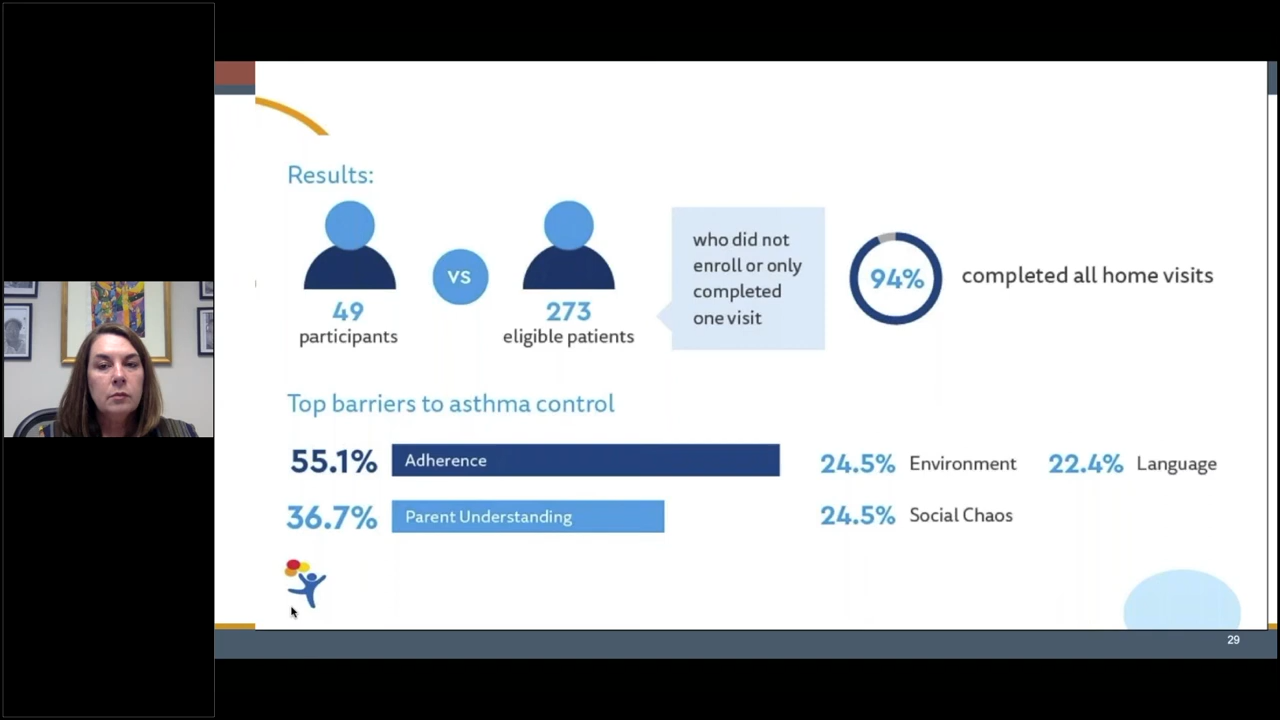 Results:
49
participants
VS
273
eligible patients
who did not
enroll or only
completed
one visit
94%
completed all home visits
Top barriers to asthma control
55.1% Adherence
24.5% Environment
22.4% Language
36.7% Parent Understanding
24.5% Social Chaos
29